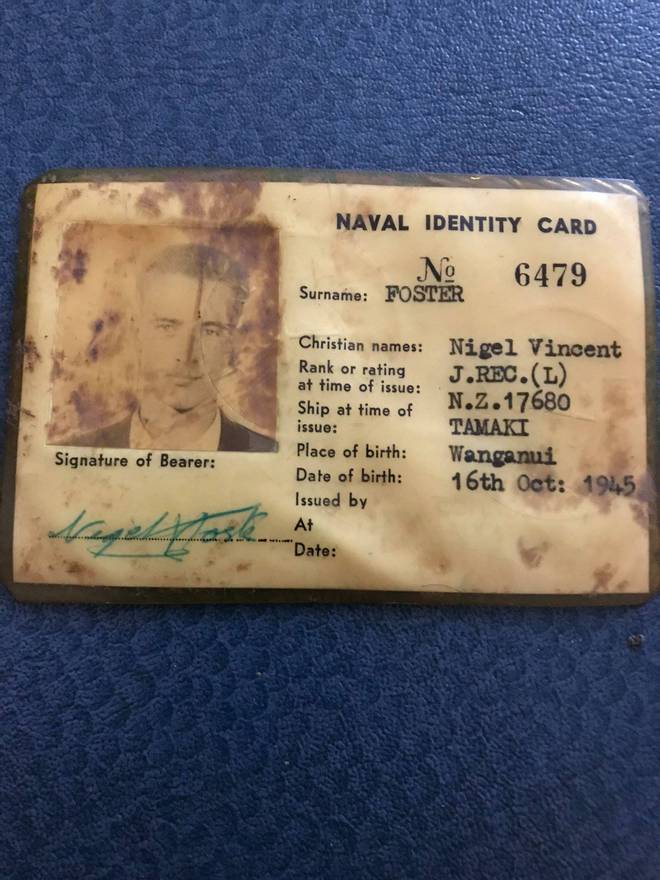 NAVAL IDENTITY CARD
№ 6479
Surname: FOSTER
Christian names: Nigel Vincent
Rank or rating J.REC.(L)
at time of issue: N.Z.17680
Ship at time of
issue: TAMAKI
Place of birth: Wanganui
Date of birth: 16th Oct: 1945
Issued by
At
Date:
Signature of Bearer:
Nigel V Foster